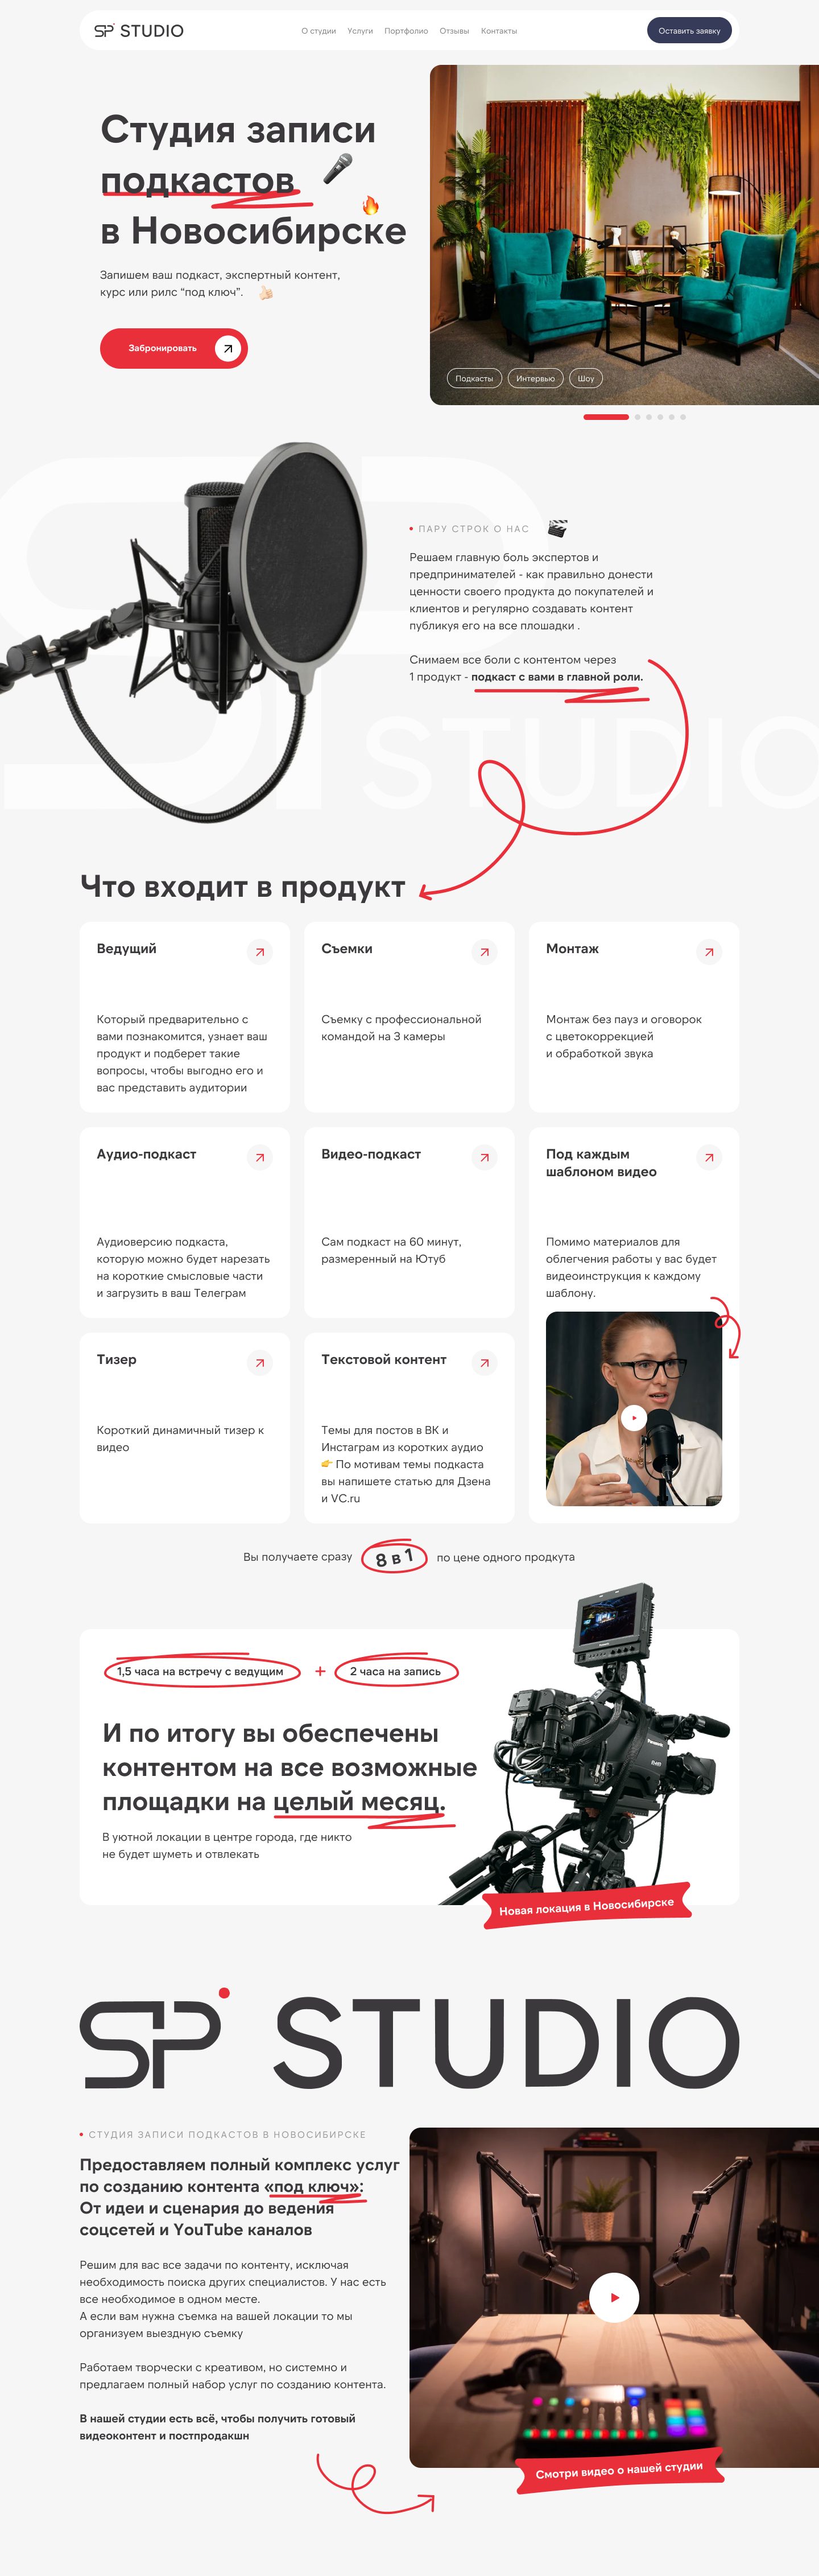 SP STUDIO
О студии
Услуги
Портфолио
Отзывы
Контакты
Оставить заявку
Студия записи
подкастов
в Новосибирске
Запишем ваш подкаст, экспертный контент,
курс или рилс “под ключ”.
Забронировать
Подкасты
Интервью
Шоу
SP STUDIO
ПАРУ СТРОК О НАС
Решаем главную боль экспертов и
предпринимателей - как правильно донести
ценности своего продукта до покупателей и
клиентов и регулярно создавать контент
публикуя его на все плошадки .
Снимаем все боли с контентом через
1 продукт - подкаст с вами в главной роли.
Что входит в продукт
Ведущий
Который предварительно с
вами познакомится, узнает ваш
продукт и подберет такие
вопросы, чтобы выгодно его и
вас представить аудитории
Съемки
Съемку с профессиональной
командой на 3 камеры
Монтаж
Монтаж без пауз и оговорок
с цветокоррекцией
и обработкой звука
Аудио-подкаст
Аудиоверсию подкаста,
которую можно будет нарезать
на короткие смысловые части
и загрузить в ваш Телеграм
Видео-подкаст
Сам подкаст на 60 минут,
размеренный на Ютуб
Под каждым
шаблоном видео
Помимо материалов для
облегчения работы у вас будет
видеоинструкция к каждому
шаблону.
Тизер
Короткий динамичный тизер к
видео
Текстовой контент
Темы для постов в ВК и
Инстаграм из коротких аудио
👉 По мотивам темы подкаста
вы напишете статью для Дзена
и VC.ru
Вы получаете сразу 8 в 1 по цене одного продкута
1,5 часа на встречу с ведущим + 2 часа на запись
И по итогу вы обеспечены
контентом на все возможные
площадки на целый месяц.
В уютной локации в центре города, где никто
не будет шуметь и отвлекать
Panasonic
Новая локация в Новосибирске
SP STUDIO
СТУДИЯ ЗАПИСИ ПОДКАСТОВ В НОВОСИБИРСКЕ
Предоставляем полный комплекс услуг
по созданию контента «под ключ»:
От идеи и сценария до ведения
соцсетей и YouTube каналов
Решим для вас все задачи по контенту, исключая
необходимость поиска других специалистов. У нас есть
все необходимое в одном месте.
А если вам нужна съемка на вашей локации то мы
организуем выездную съемку
Работаем творчески с креативом, но системно и
предлагаем полный набор услуг по созданию контента.
В нашей студии есть всё, чтобы получить готовый
видеоконтент и постпродакшн
Смотри видео о нашей студии